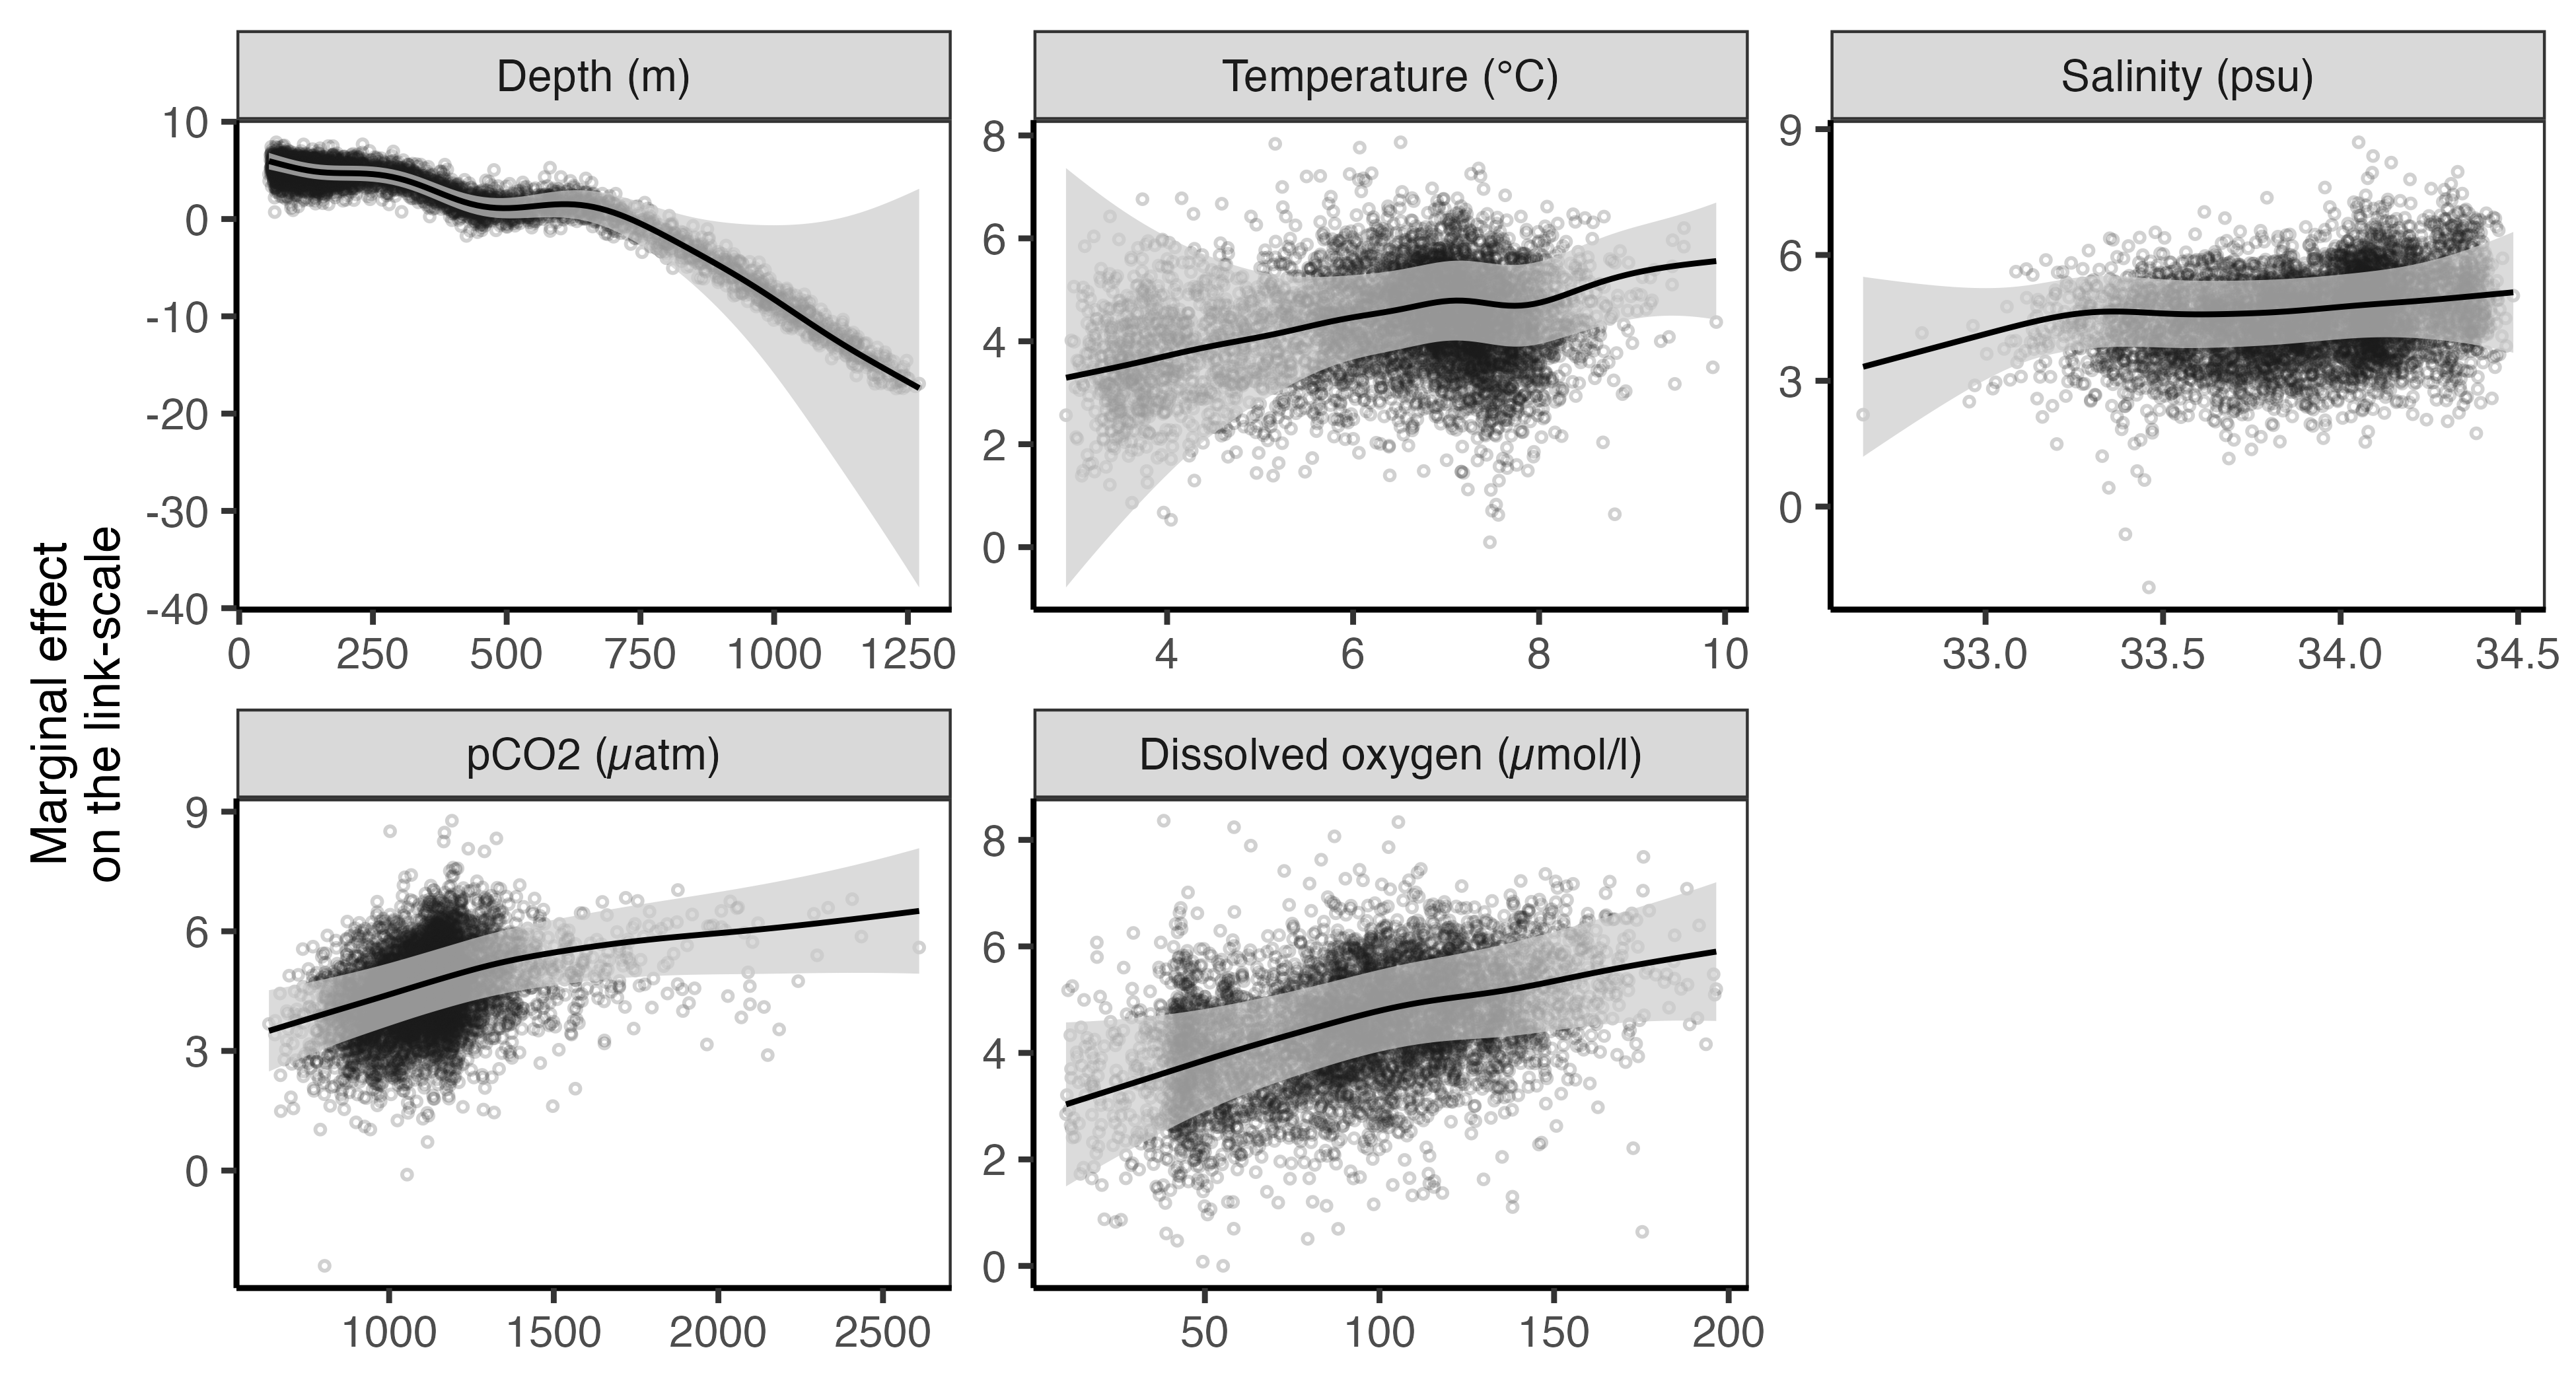 Depth (m)
Temperature (°C)
Salinity (psu)
10
0
-10
-20
-30
-40
0 250 500 750 1000 1250
8
6
4
2
0
4 6 8 10
9
6
3
0
33.0 33.5 34.0 34.5
Marginal effect
on the link-scale
pCO2 (µatm)
Dissolved oxygen (µmol/l)
9
6
3
0
1000 1500 2000 2500
8
6
4
2
0
50 100 150 200